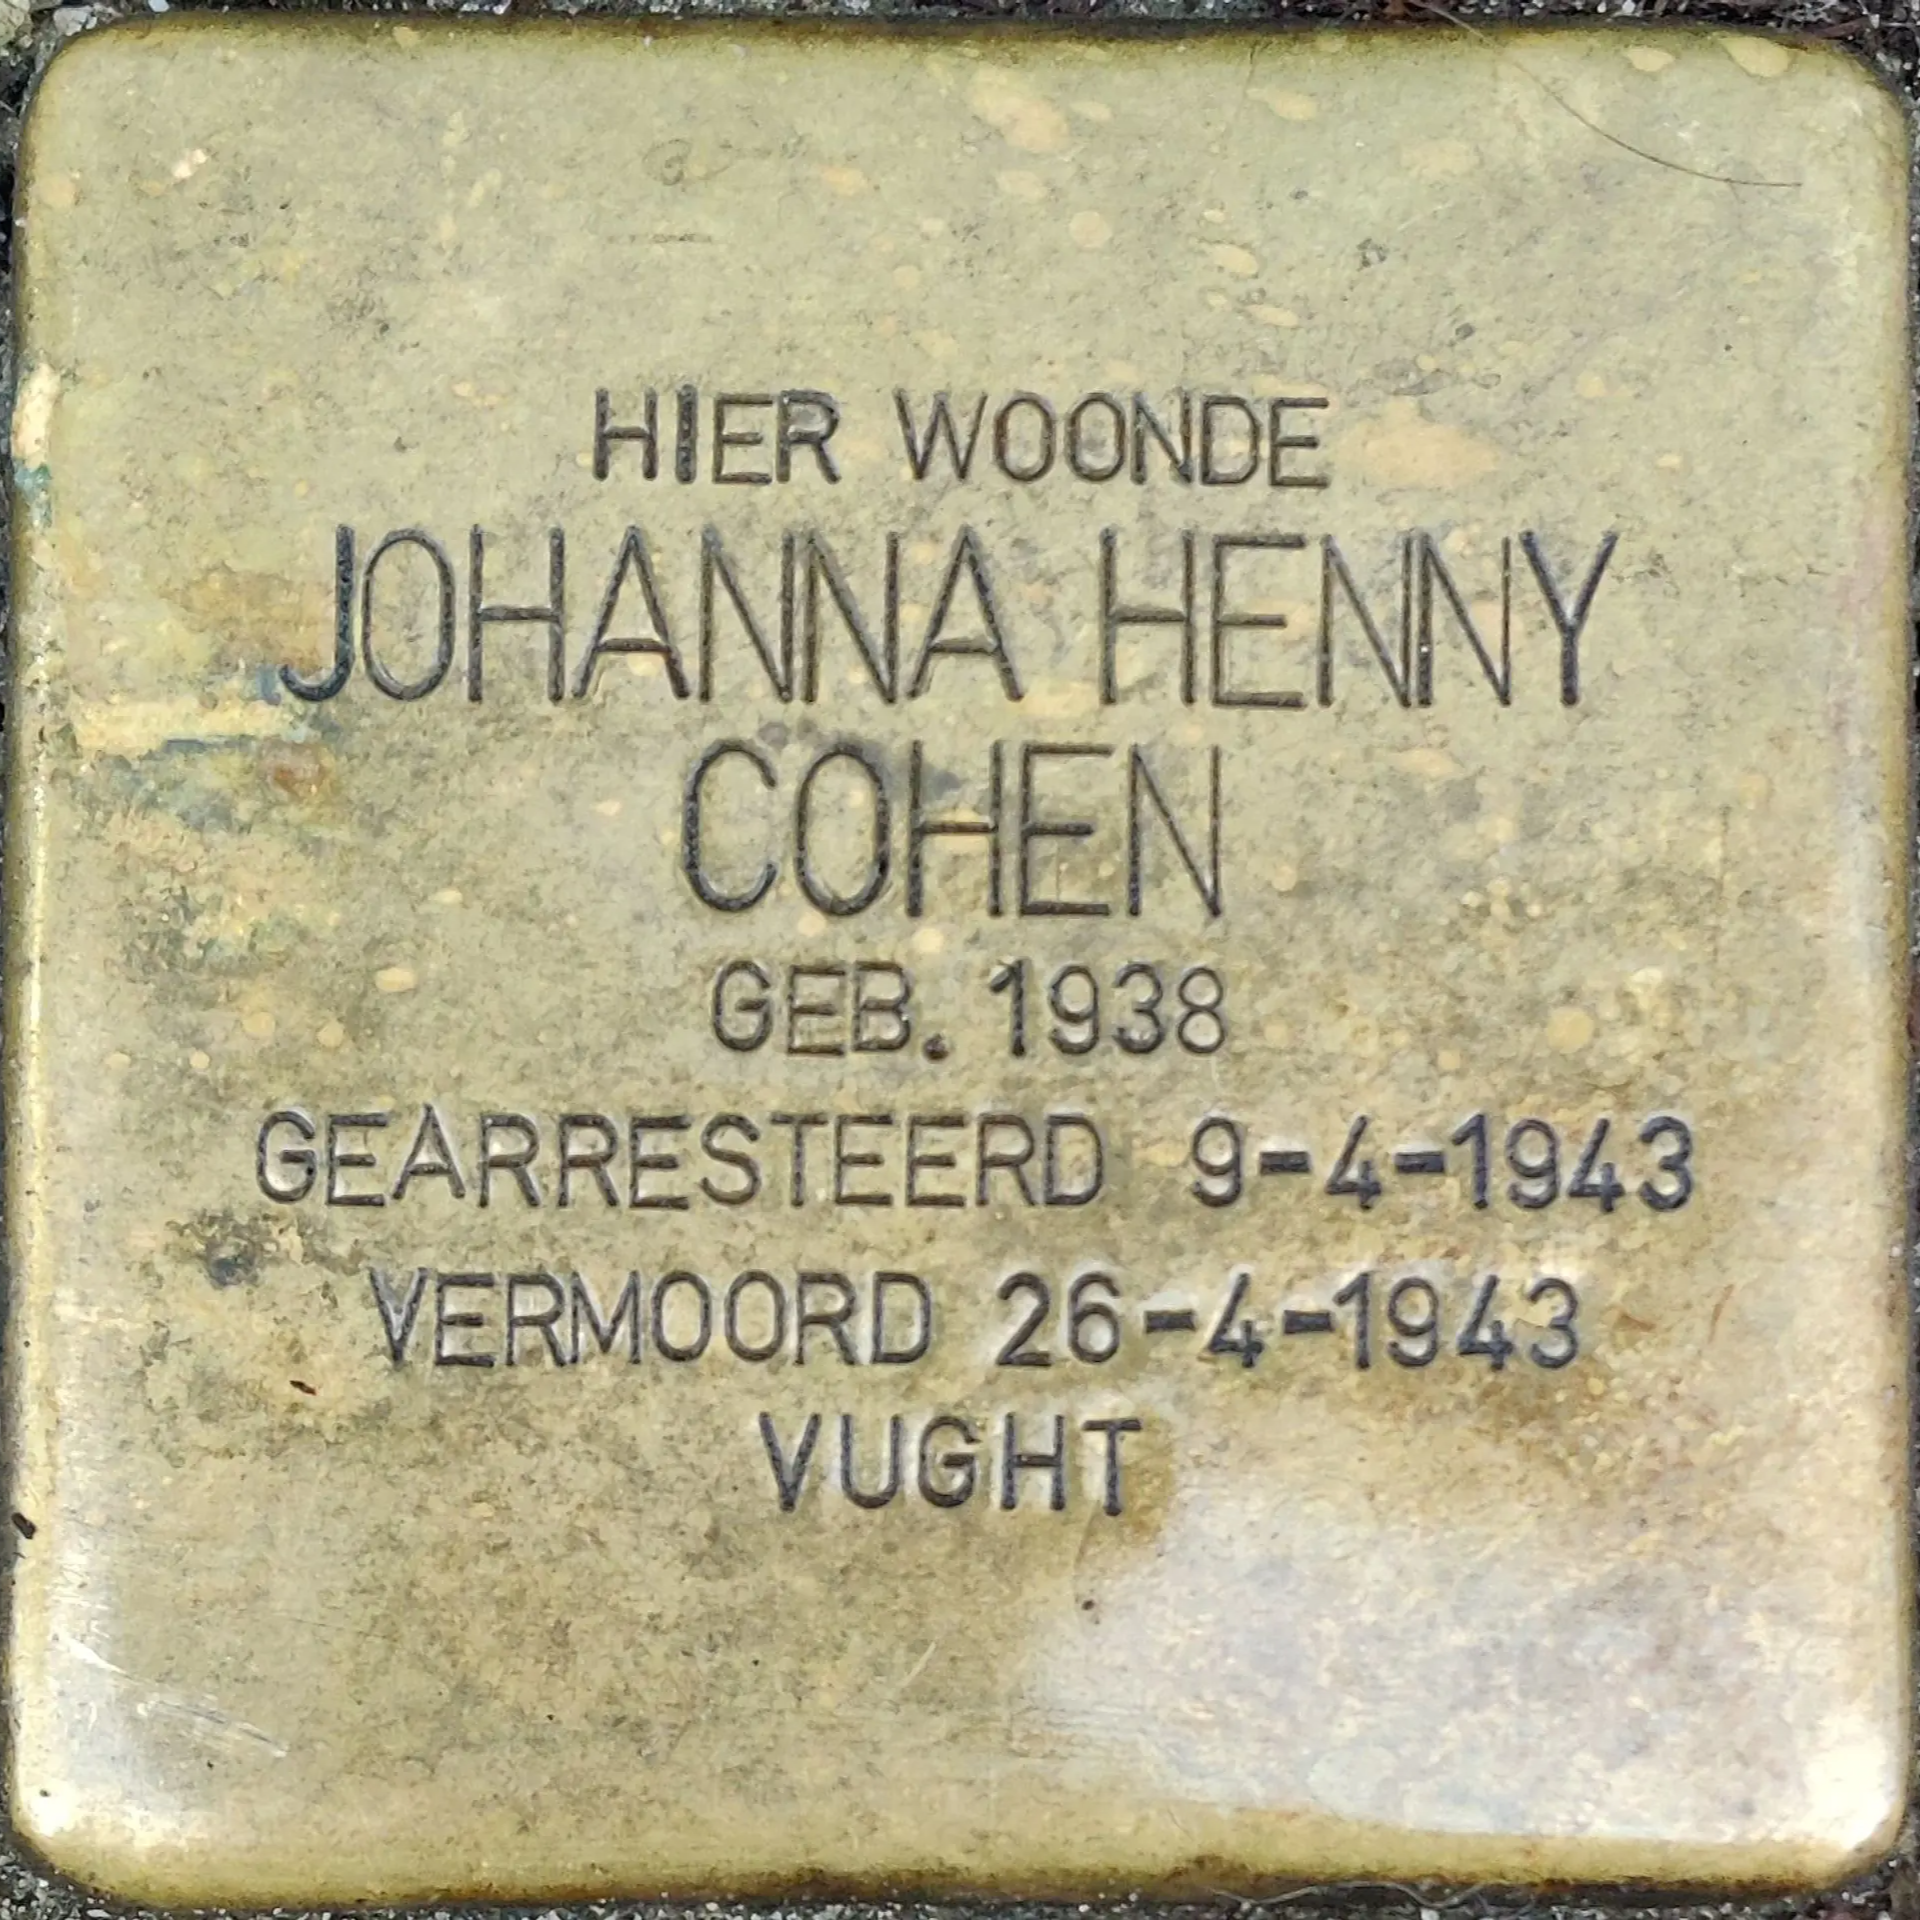 HIER WOONDE
JOHANNA HENNY
COHEN
GEB. 1938
GEARRESTEERD 9-4-1943
VERMOORD 26-4-1943
VUGHT